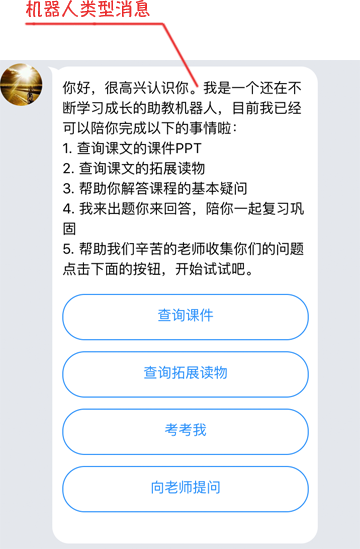 机器人类型消息
你好，很高兴认识你。我是一个还在不
断学习成长的助教机器人，目前我已经
可以陪你完成以下的事情啦：
1. 查询课文的课件PPT
2. 查询课文的拓展读物
3. 帮助你解答课程的基本疑问
4. 我来出题你来回答，陪你一起复习巩
固
5. 帮助我们辛苦的老师收集你们的问题
点击下面的按钮，开始试试吧。
查询课件
查询拓展读物
考考我
向老师提问